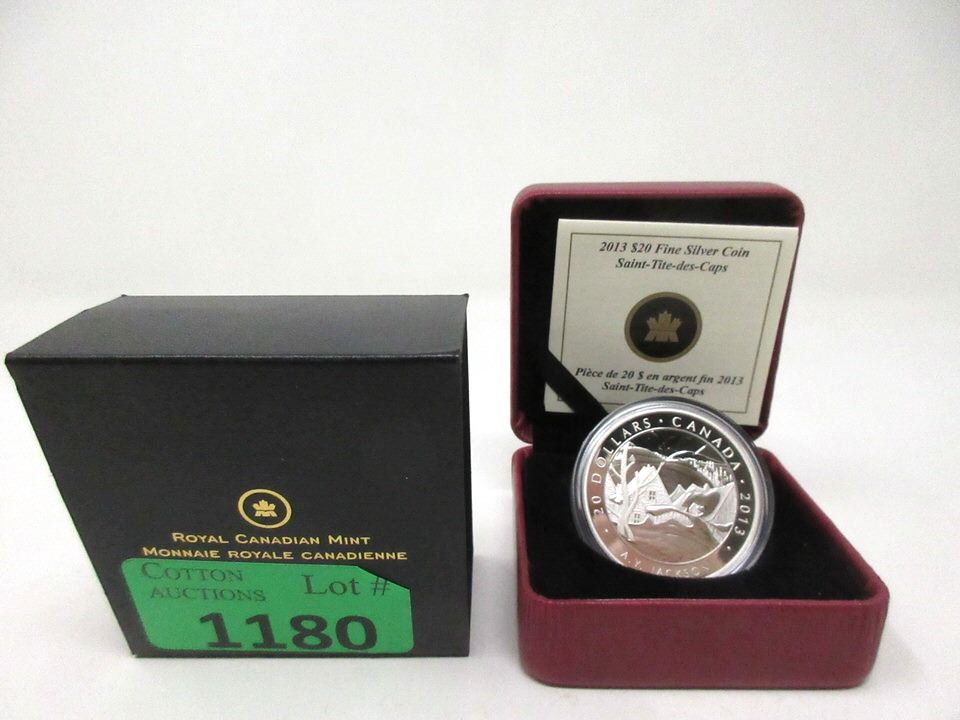 ROYAL CANADIAN MINT
MONNAIE ROYALE CANADIENNE
COTTON AUCTIONS
Lot #
1180
2013 $20 Fine Silver Coin
Saint-Tite-des-Caps
Pièce de 20 $ en argent fin 2013
Saint-Tite-des-Caps
20 DOLLARS • CANADA • 2013 •
A.Y. JACKSON